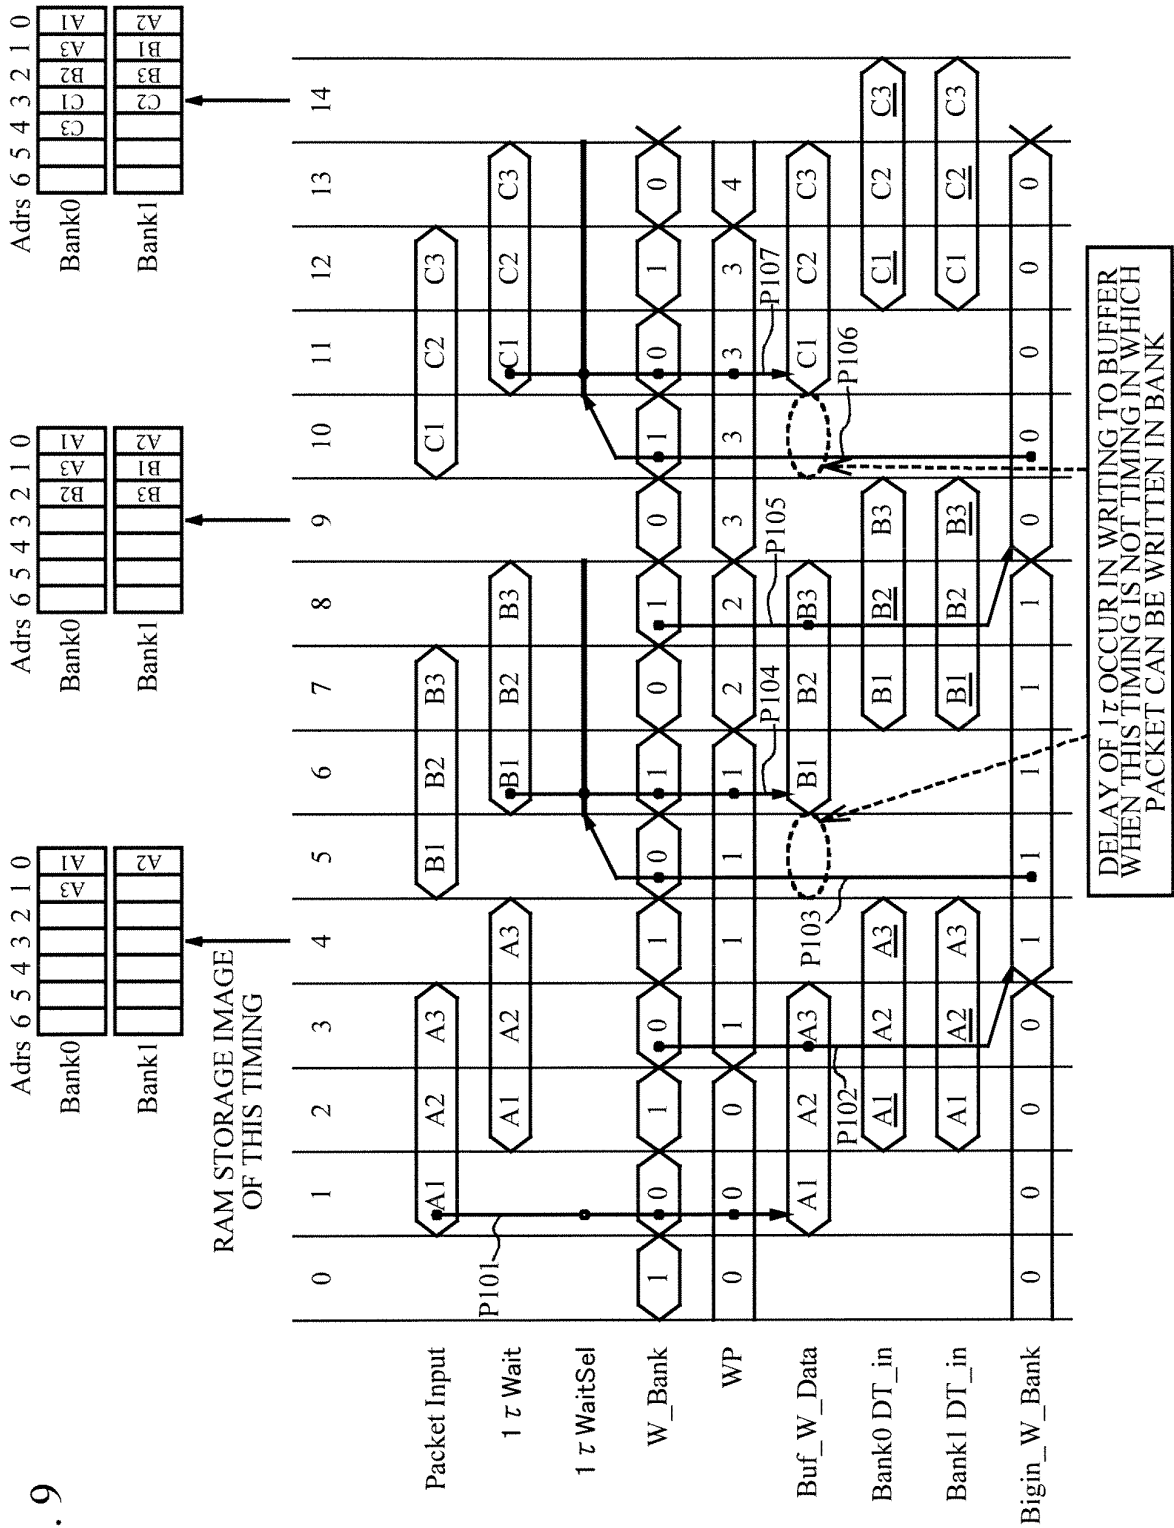 . 9
Adrs 6 5 4 3 2 1 0
Bank0 A3 A1
Bank1 A2
Adrs 6 5 4 3 2 1 0
Bank0 B2 A3 A1
Bank1 B3 B1 A2
Adrs 6 5 4 3 2 1 0
Bank0 C3 C1 B2 A3 A1
Bank1 C2 B3 B1 A2
RAM STORAGE IMAGE
OF THIS TIMING
0 1 2 3 4 5 6 7 8 9 10 11 12 13 14
Packet Input A1 A2 A3 B1 B2 B3 C1 C2 C3
1τ Wait A1 A2 A3 B1 B2 B3 C1 C2 C3
P101
1τ WaitSel
W_Bank 1 0 1 0 1 0 1 0 1 0 1 0 1 0
WP 0 0 0 1 1 1 1 2 2 3 3 3 3 4
P104 P105 P107
Buf_W_Data A1 A2 A3 B1 B2 B3 C1 C2 C3
P102 P103 P106
Bank0 DT_in A1 A2 A3 B1 B2 B3 C1 C2 C3
Bank1 DT_in A1 A2 A3 B1 B2 B3 C1 C2 C3
Bigin_W_Bank 0 0 0 0 1 1 1 1 1 0 0 0 0 0
DELAY OF 1τ OCCUR IN WRITING TO BUFFER
WHEN THIS TIMING IS NOT TIMING IN WHICH
PACKET CAN BE WRITTEN IN BANK